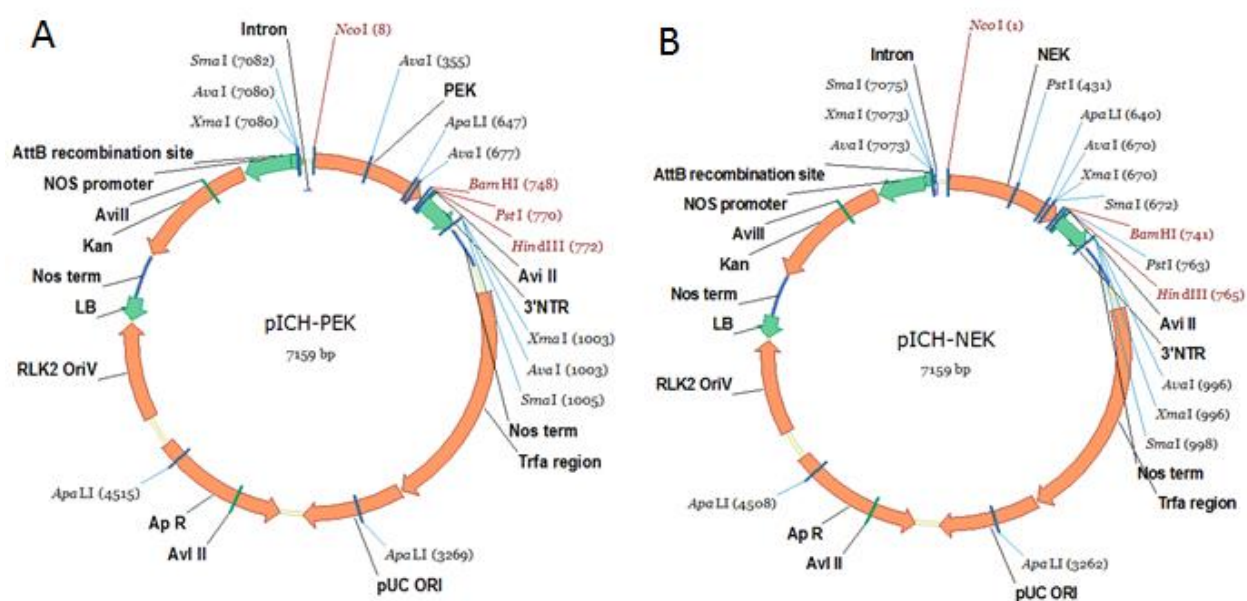 A
Intron
NcoI (8)
SmaI (7082)
AvaI (355)
AvaI (7080)
PEK
XmaI (7080)
ApaLI (647)
AttB recombination site
AvaI (677)
NOS promoter
BamHI (748)
AviII
PstI (770)
Kan
HindIII (772)
Nos term
Avi II
LB
3'NTR
pICH-PEK
XmaI (1003)
7159 bp
RLK2 OriV
AvaI (1003)
SmaI (1005)
Nos term
Trfa region
ApaLI (4515)
Ap R
AvI II
ApaLI (3269)
pUC ORI
B
NcoI (1)
Intron
NEK
SmaI (7075)
PstI (431)
XmaI (7073)
ApaLI (640)
AvaI (7073)
AvaI (670)
AttB recombination site
XmaI (670)
NOS promoter
SmaI (672)
AviII
BamHI (741)
Kan
PstI (763)
HindIII (765)
Nos term
Avi II
LB
3'NTR
pICH-NEK
AvaI (996)
7159 bp
RLK2 OriV
XmaI (996)
SmaI (998)
Nos term
Trfa region
ApaLI (4508)
Ap R
AvI II
ApaLI (3262)
pUC ORI